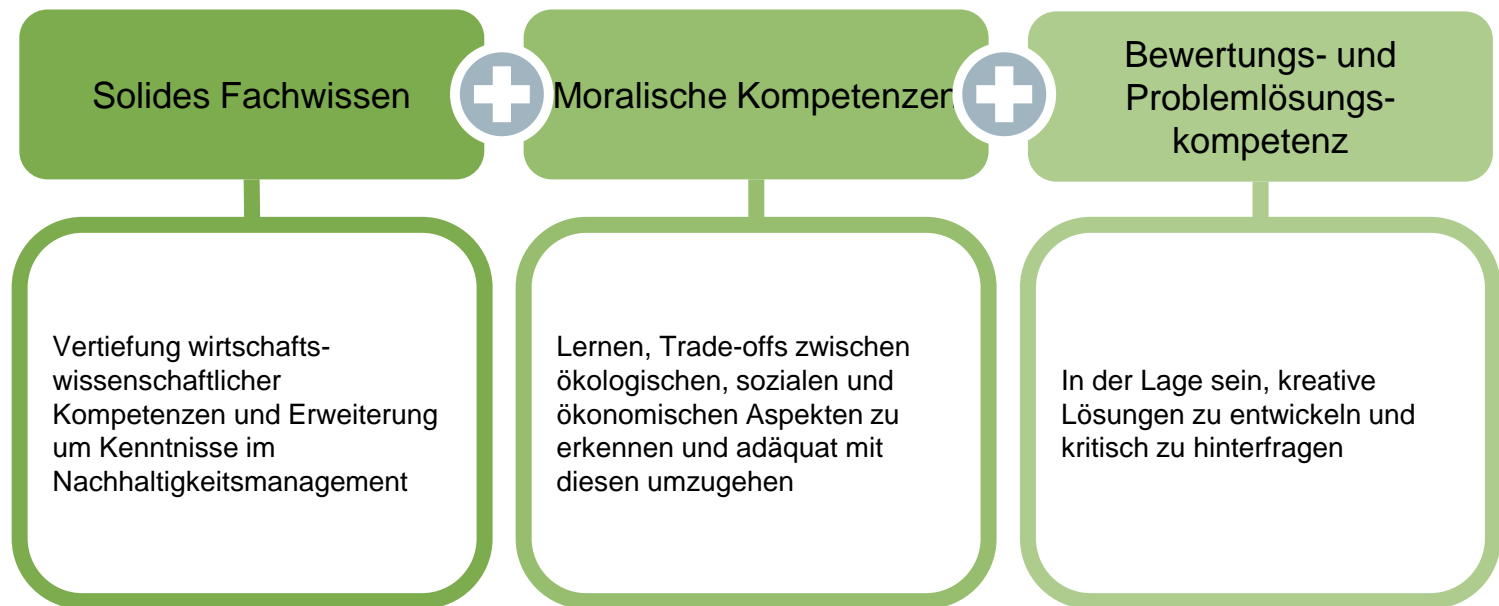 Solides Fachwissen
Moralische Kompetenzen
Bewertungs- und
Problemlösungs-
kompetenz
Vertiefung wirtschafts-
wissenschaftlicher
Kompetenzen und Erweiterung
um Kenntnisse im
Nachhaltigkeitsmanagement
Lernen, Trade-offs zwischen
ökologischen, sozialen und
ökonomischen Aspekten zu
erkennen und adäquat mit
diesen umzugehen
In der Lage sein, kreative
Lösungen zu entwickeln und
kritisch zu hinterfragen